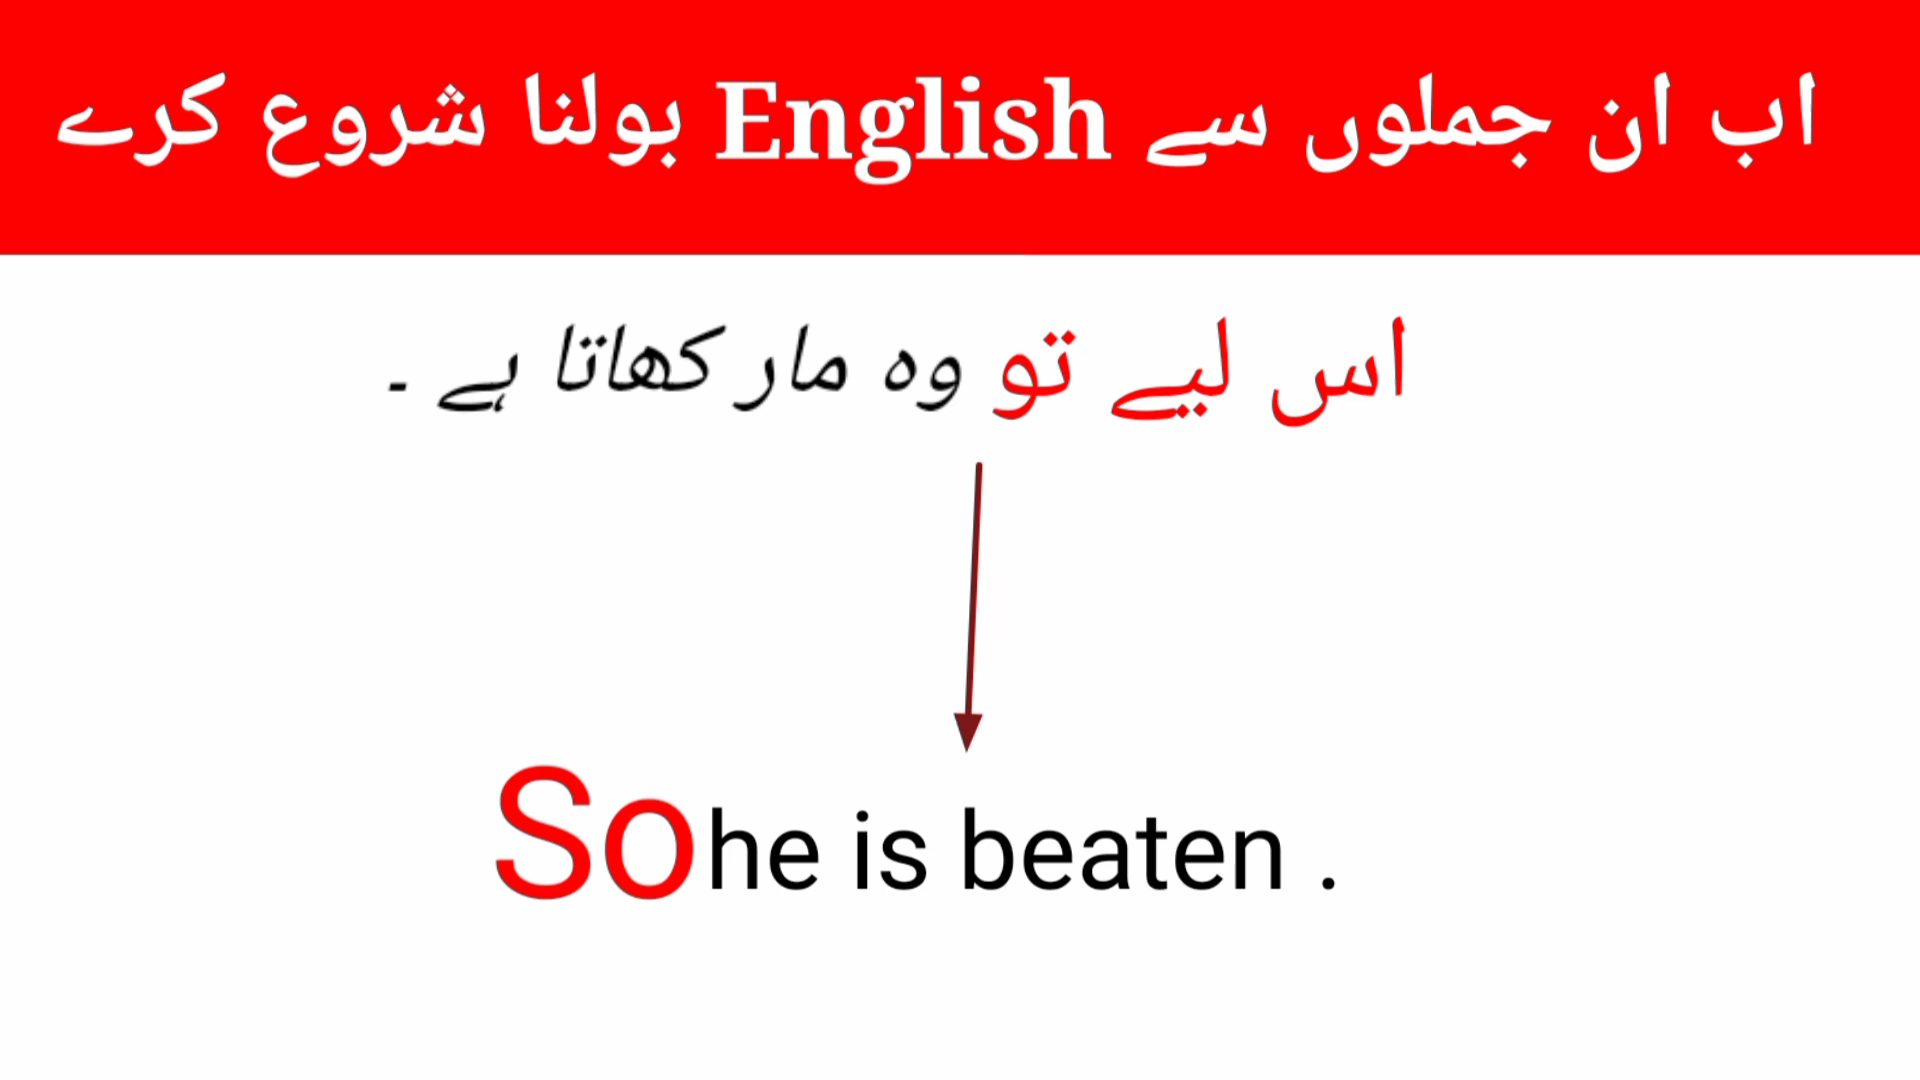 اب ان جملوں سے English بولنا شروع کرے
اس لیے تو وہ مار کھاتا ہے ۔
So he is beaten .